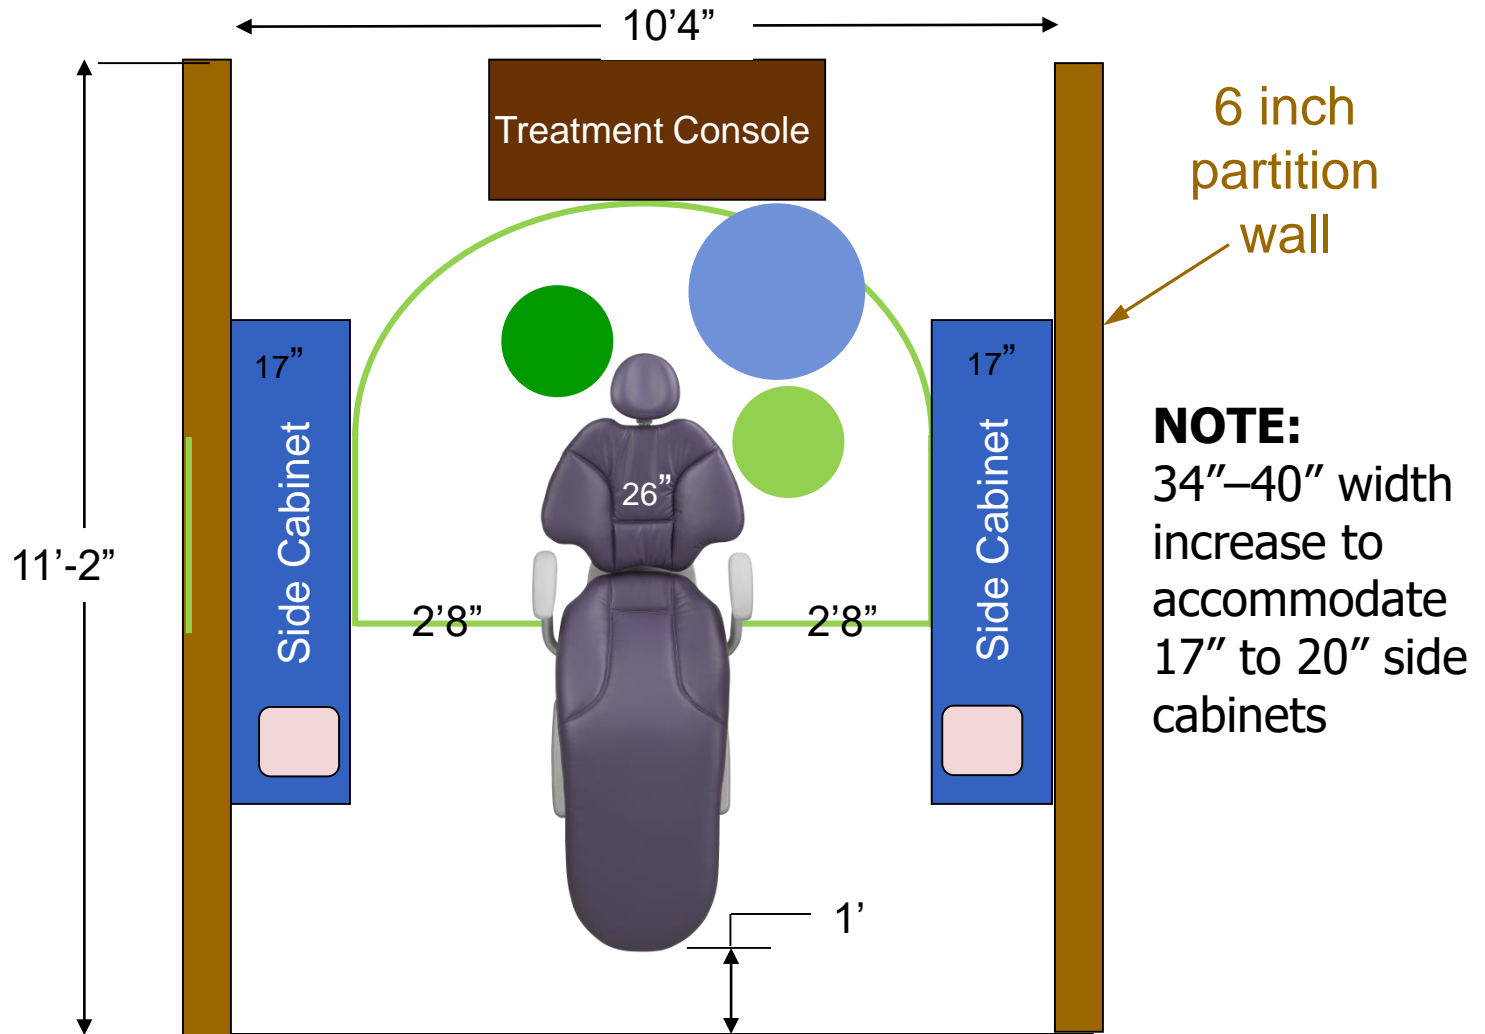 10'4”
Treatment Console
6 inch
partition
wall
17”
17”
Side Cabinet
Side Cabinet
26”
NOTE:
34”–40” width
increase to
accommodate
17” to 20” side
cabinets
11'-2”
2'8”
2'8”
1'